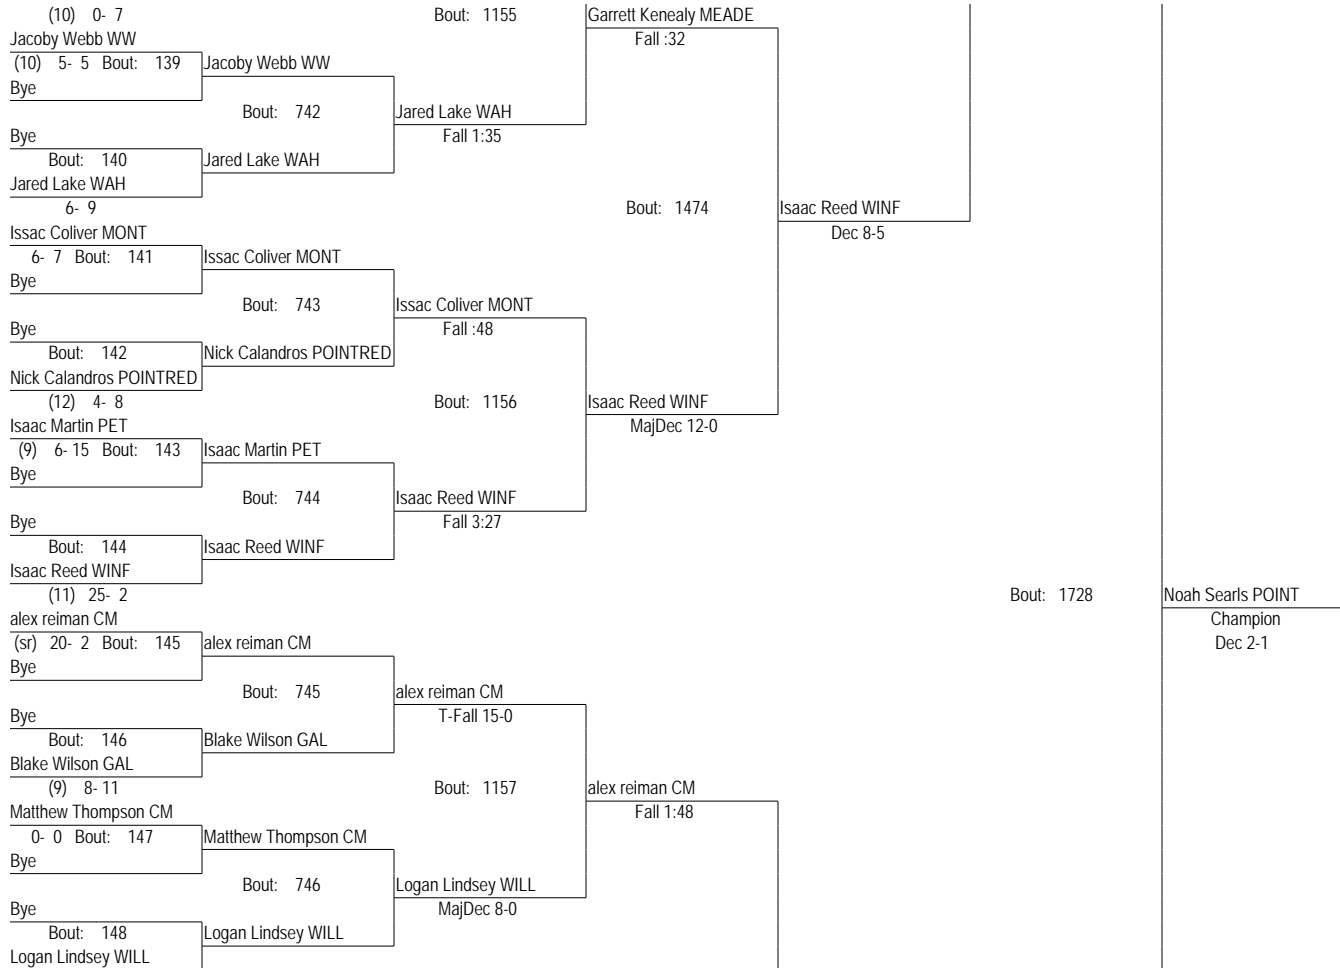 (10) 0- 7 Bout: 1155 Garrett Kenealy MEADE
Jacoby Webb WW Fall :32
(10) 5- 5 Bout: 139 Jacoby Webb WW
Bye
Bout: 742 Jared Lake WAH
Bye Fall 1:35
Bout: 140 Jared Lake WAH
Jared Lake WAH
6- 9 Bout: 1474 Isaac Reed WINF
Issac Coliver MONT Dec 8-5
6- 7 Bout: 141 Issac Coliver MONT
Bye
Bout: 743 Issac Coliver MONT
Bye Fall :48
Bout: 142 Nick Calandros POINTRED
Nick Calandros POINTRED
(12) 4- 8 Bout: 1156 Isaac Reed WINF
Isaac Martin PET MajDec 12-0
(9) 6- 15 Bout: 143 Isaac Martin PET
Bye
Bout: 744 Isaac Reed WINF
Bye Fall 3:27
Bout: 144 Isaac Reed WINF
Isaac Reed WINF
(11) 25- 2 Bout: 1728 Noah Searls POINT
alex reiman CM Champion
(sr) 20- 2 Bout: 145 alex reiman CM Dec 2-1
Bye
Bout: 745 alex reiman CM
Bye T-Fall 15-0
Bout: 146 Blake Wilson GAL
Blake Wilson GAL
(9) 8- 11 Bout: 1157 alex reiman CM
Matthew Thompson CM Fall 1:48
0- 0 Bout: 147 Matthew Thompson CM
Bye
Bout: 746 Logan Lindsey WILL
Bye MajDec 8-0
Bout: 148 Logan Lindsey WILL
Logan Lindsey WILL